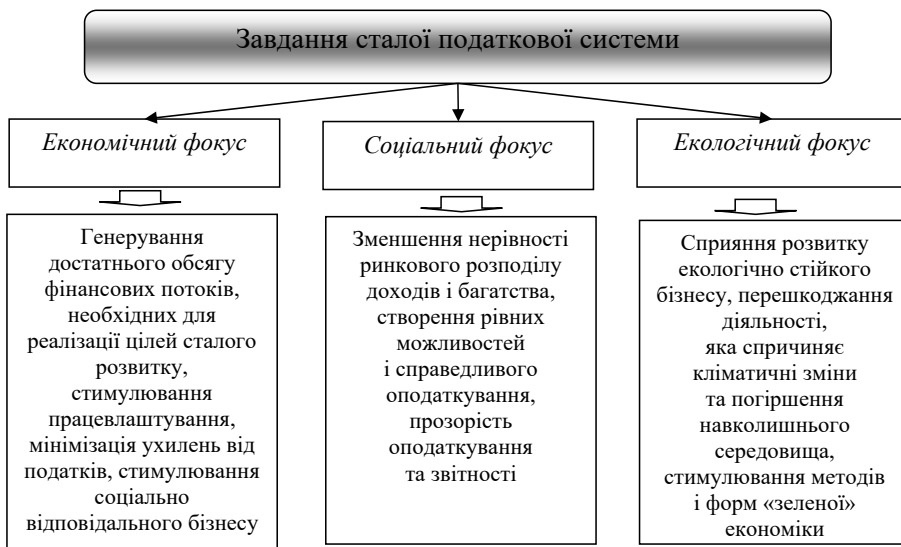 Завдання сталої податкової системи
Економічний фокус
Соціальний фокус
Екологічний фокус
Генерування
достатнього обсягу
фінансових потоків,
необхідних для
реалізації цілей сталого
розвитку,
стимулювання
працевлаштування,
мінімізація ухилень від
податків, стимулювання
соціально
відповідального бізнесу
Зменшення нерівності
ринкового розподілу
доходів і багатства,
створення рівних
можливостей
і справедливого
оподаткування,
прозорість
оподаткування
та звітності
Сприяння розвитку
екологічно стійкого
бізнесу, перешкоджання
діяльності,
яка спричиняє
кліматичні зміни
та погіршення
навколишнього
середовища,
стимулювання методів
і форм «зеленої»
економіки